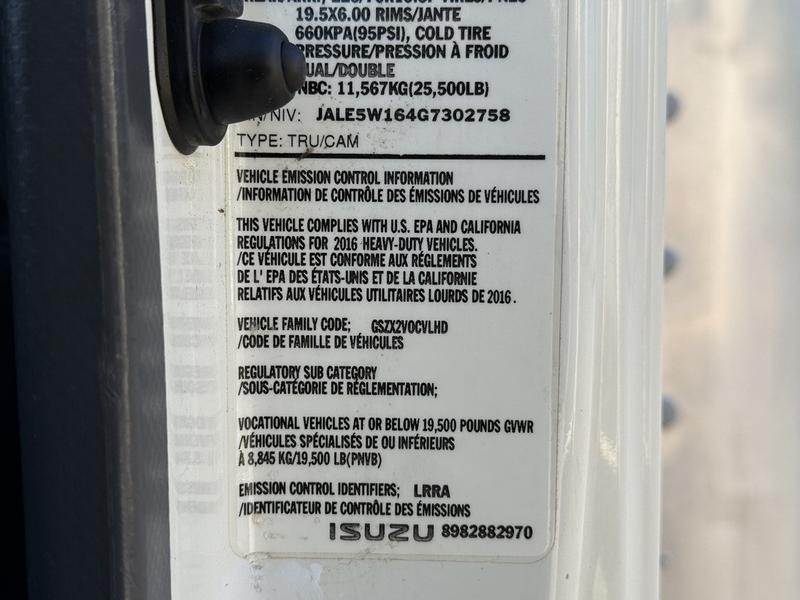 19.5X6.00 RIMS/JANTE
660KPA(95PSI), COLD TIRE
PRESSURE/PRESSION À FROID
UAL/DOUBLE
NBC: 11,567KG(25,500LB)
N/NIV: JALE5W164G7302758
TYPE: TRU/CAM
VEHICLE EMISSION CONTROL INFORMATION
/INFORMATION DE CONTRÔLE DES ÉMISSIONS DE VÉHICULES
THIS VEHICLE COMPLIES WITH U.S. EPA AND CALIFORNIA
REGULATIONS FOR 2016 HEAVY-DUTY VEHICLES.
/CE VÉHICULE EST CONFORME AUX RÉGLEMENTS
DE L' EPA DES ÉTATS-UNIS ET DE LA CALIFORNIE
RELATIFS AUX VÉHICULES UTILITAIRES LOURDS DE 2016.
VEHICLE FAMILY CODE; GSZX2VOCVLHD
/CODE DE FAMILLE DE VÉHICULES
REGULATORY SUB CATEGORY
/SOUS-CATÉGORIE DE RÉGLEMENTATION;
VOCATIONAL VEHICLES AT OR BELOW 19,500 POUNDS GVWR
/VÉHICULES SPÉCIALISÉS DE OU INFÉRIEURS
À 8,845 KG/19,500 LB(PNVB)
EMISSION CONTROL IDENTIFIERS; LRRA
/IDENTIFICATEUR DE CONTRÔLE DES ÉMISSIONS
ISUZU 8982882970